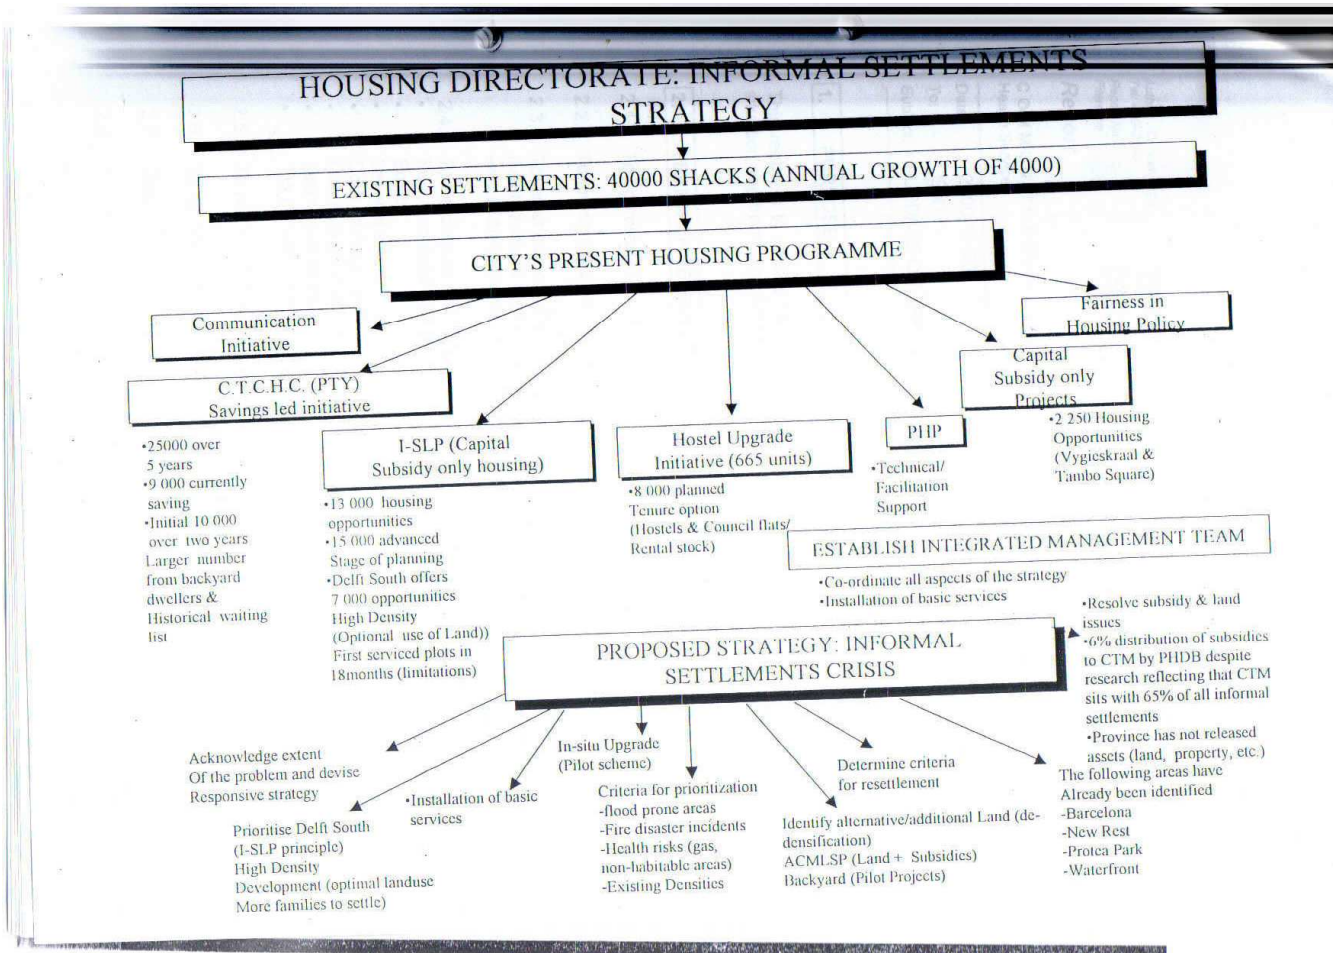 HOUSING DIRECTORATE: INFORMAL SETTLEMENTS
STRATEGY
EXISTING SETTLEMENTS: 40000 SHACKS (ANNUAL GROWTH OF 4000)
CITY'S PRESENT HOUSING PROGRAMME
Communication
Initiative
Fairness in
Housing Policy
C.T.C.H.C. (PTY)
Savings led initiative
•25000 over
5 years
•9 000 currently
saving
•Initial 10 000
over two years
Larger number
from backyard
dwellers &
Historical waiting
list
I-SLP (Capital
Subsidy only housing)
•13 000 housing
opportunities
•15 000 advanced
Stage of planning
•Delft South offers
7 000 opportunities
High Density
(Optional use of Land))
First serviced plots in
18months (limitations)
Hostel Upgrade
Initiative (665 units)
•8 000 planned
Tenure option
(Hostels & Council flats/
Rental stock)
PHP
•Technical/
Facilitation
Support
Capital
Subsidy only
Projects
•2 250 Housing
Opportunities
(Vygieskraal &
Tambo Square)
ESTABLISH INTEGRATED MANAGEMENT TEAM
•Co-ordinate all aspects of the strategy
•Installation of basic services
•Resolve subsidy & land
issues
•6% distribution of subsidies
to CTM by PHDB despite
research reflecting that CTM
sits with 65% of all informal
settlements
•Province has not released
assets (land, property, etc.)
PROPOSED STRATEGY: INFORMAL
SETTLEMENTS CRISIS
Acknowledge extent
Of the problem and devise
Responsive strategy
Prioritise Delft South
(I-SLP principle)
High Density
Development (optimal landuse
More families to settle)
•Installation of basic
services
In-situ Upgrade
(Pilot scheme)
Criteria for prioritization
-flood prone areas
-Fire disaster incidents
-Health risks (gas,
non-habitable areas)
-Existing Densities
Identify alternative/additional Land (de-
densification)
ACMLSP (Land + Subsidies)
Backyard (Pilot Projects)
Determine criteria
for resettlement
The following areas have
Already been identified
-Barcelona
-New Rest
-Protea Park
-Waterfront